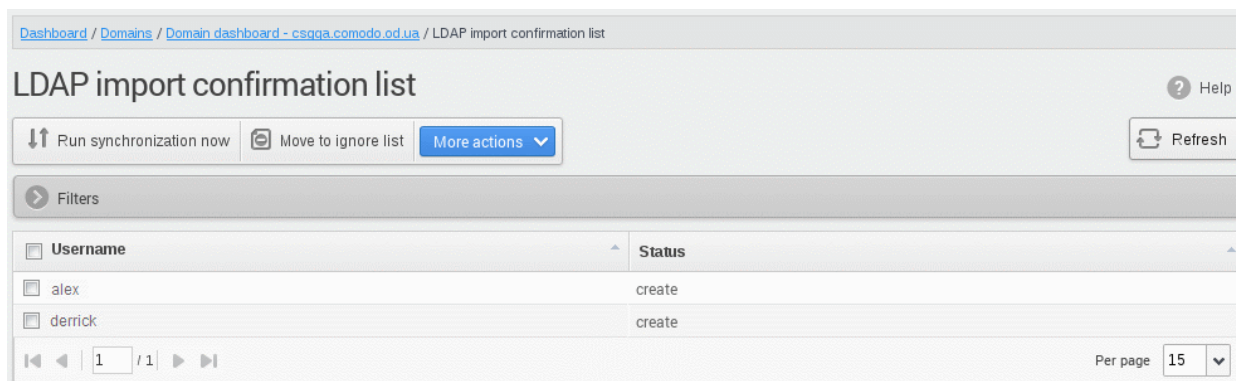 Dashboard / Domains / Domain dashboard - csgga.comodo.od.ua / LDAP import confirmation list
LDAP import confirmation list
Help
Run synchronization now Move to ignore list More actions
Refresh
Filters
Username Status
alex create
derrick create
1 / 1 Per page 15